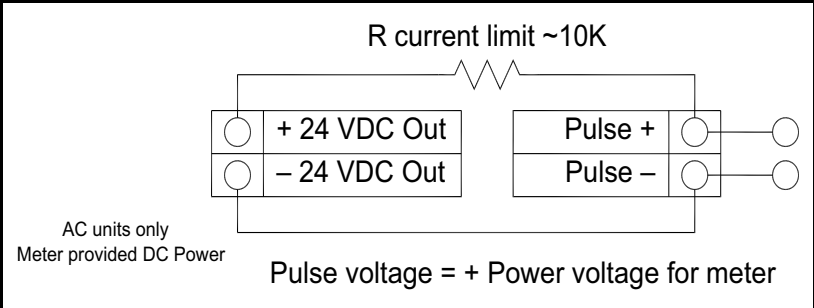 R current limit ~10K
+ 24 VDC Out
Pulse +
– 24 VDC Out
Pulse –
AC units only
Meter provided DC Power
Pulse voltage = + Power voltage for meter